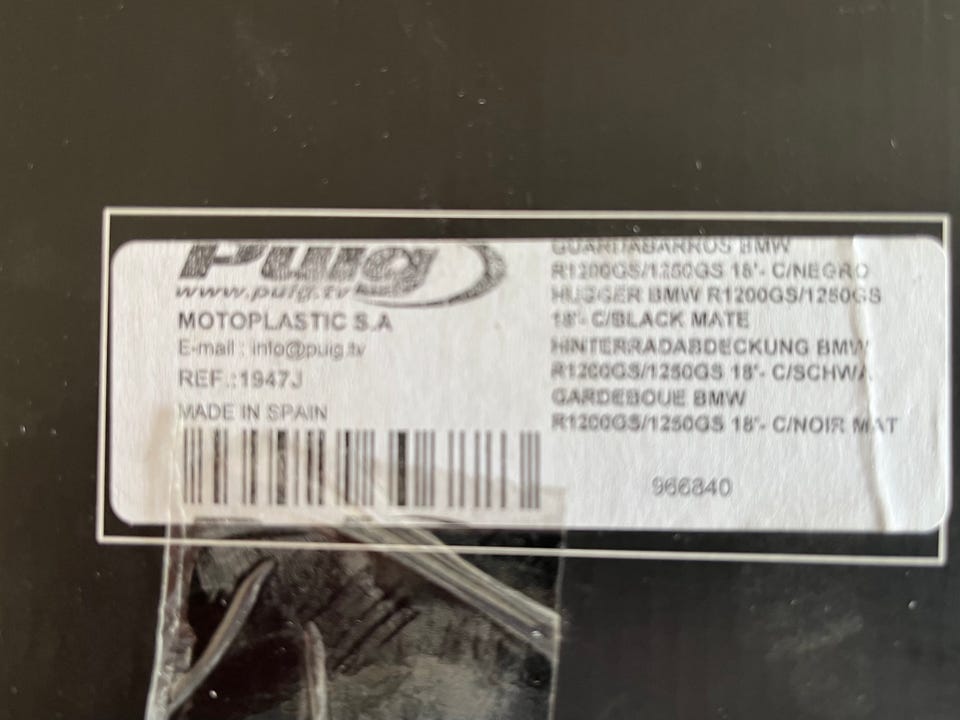 Puig
www.puig.tv
MOTOPLASTIC S.A
E-mail : info@puig.tv
REF.:1947J
MADE IN SPAIN
GUARDABARROS BMW
R1200GS/1250GS 18'- C/NEGRO
HUGGER BMW R1200GS/1250GS
18'- C/BLACK MATE
HINTERRADABDECKUNG BMW
R1200GS/1250GS 18'- C/SCHWA
GARDEBOUE BMW
R1200GS/1250GS 18'- C/NOIR MAT
966840